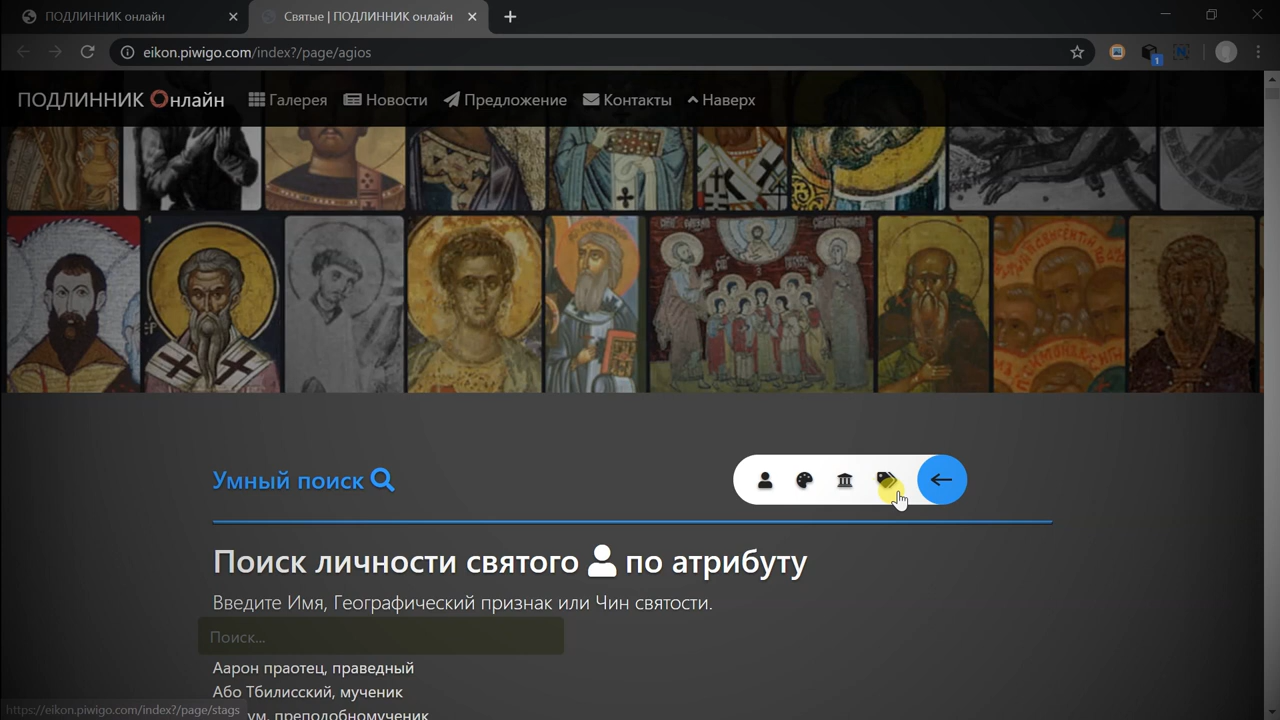 ПОДЛИННИК онлайн
Святые | ПОДЛИННИК онлайн
eikon.piwigo.com/index?/page/agios
1
ПОДЛИННИК Онлайн Галерея Новости Предложение Контакты Наверх
Умный поиск
Поиск личности святого по атрибуту
Введите Имя, Географический признак или Чин святости.
Поиск...
Аарон праотец, праведный
Або Тбилисский, мученик
ум, преподобномученик
https://eikon.piwigo.com/index?/page/stags